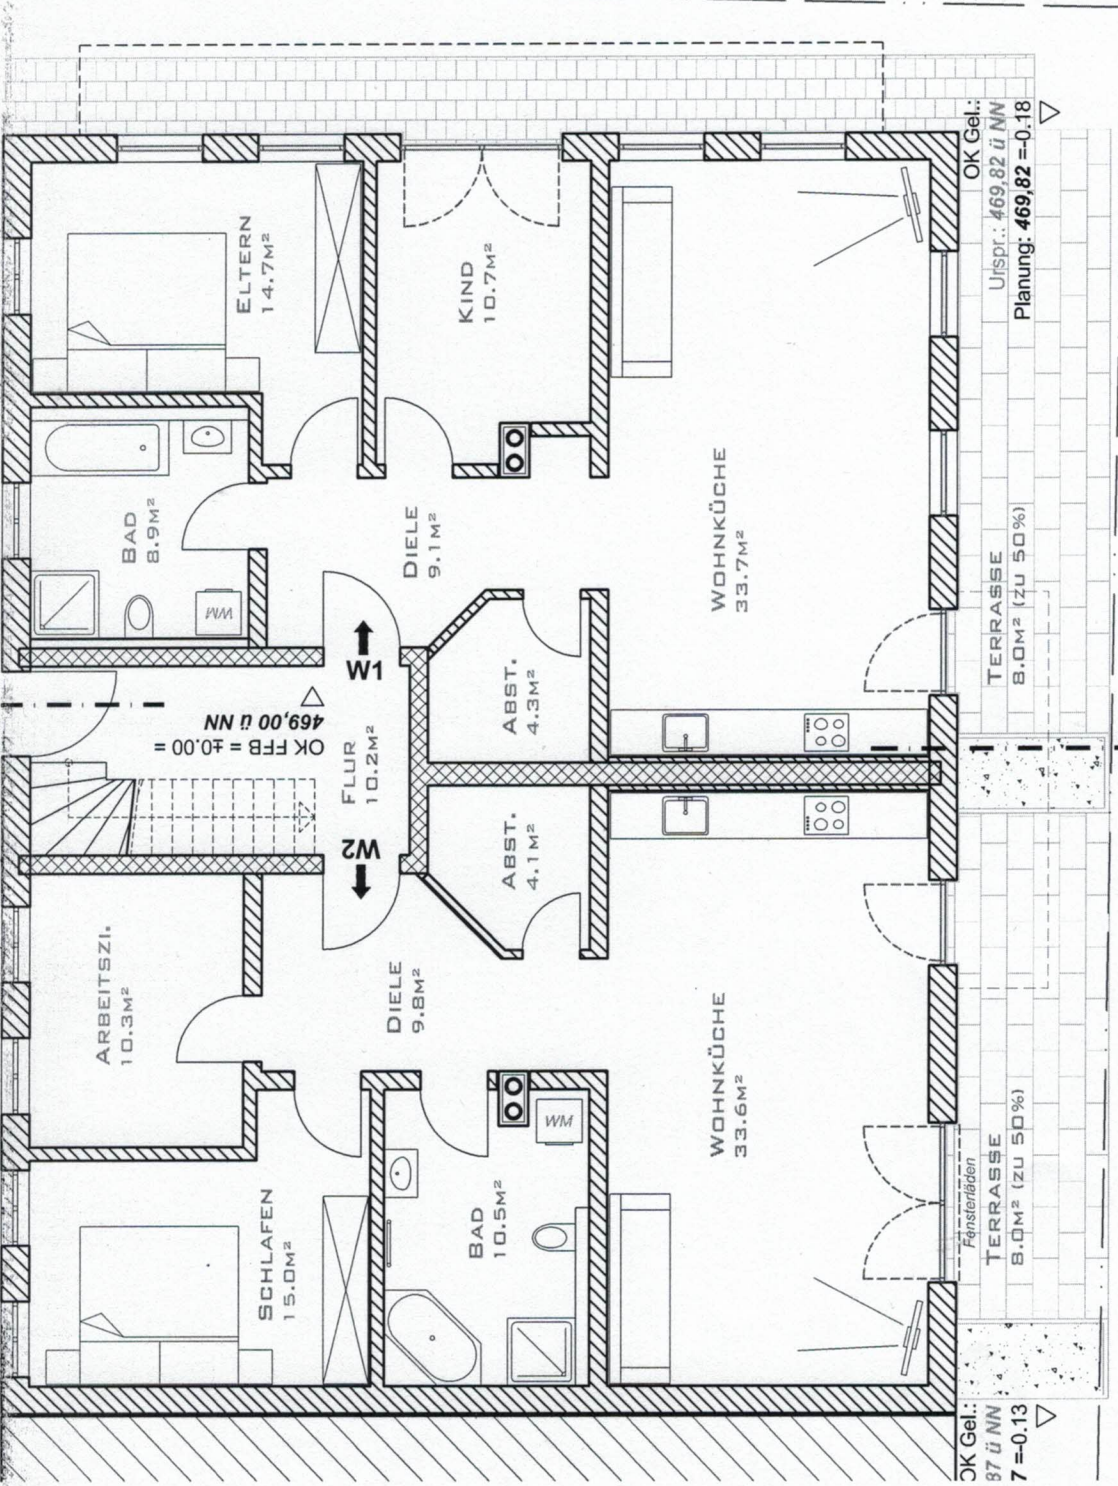 OK Gel.:
Urspr.: 469,82 ü NN
Planung: 469,82 =-0.18
ELTERN
14.7M²
KIND
10.7M²
BAD
8.9M²
WM
DIELE
9.1M²
WOHNKÜCHE
33.7M²
TERRASSE
8.0M² (ZU 50%)
ABST.
4.3M²
W1
OK FFB = ±0.00 =
469,00 ü NN
FLUR
10.2M²
W2
ABST.
4.1M²
ARBEITSZI.
10.3M²
DIELE
9.8M²
WOHNKÜCHE
33.6M²
TERRASSE
8.0M² (ZU 50%)
Fensterläden
SCHLAFEN
15.0M²
BAD
10.5M²
WM
OK Gel.:
87 ü NN
7 =-0.13